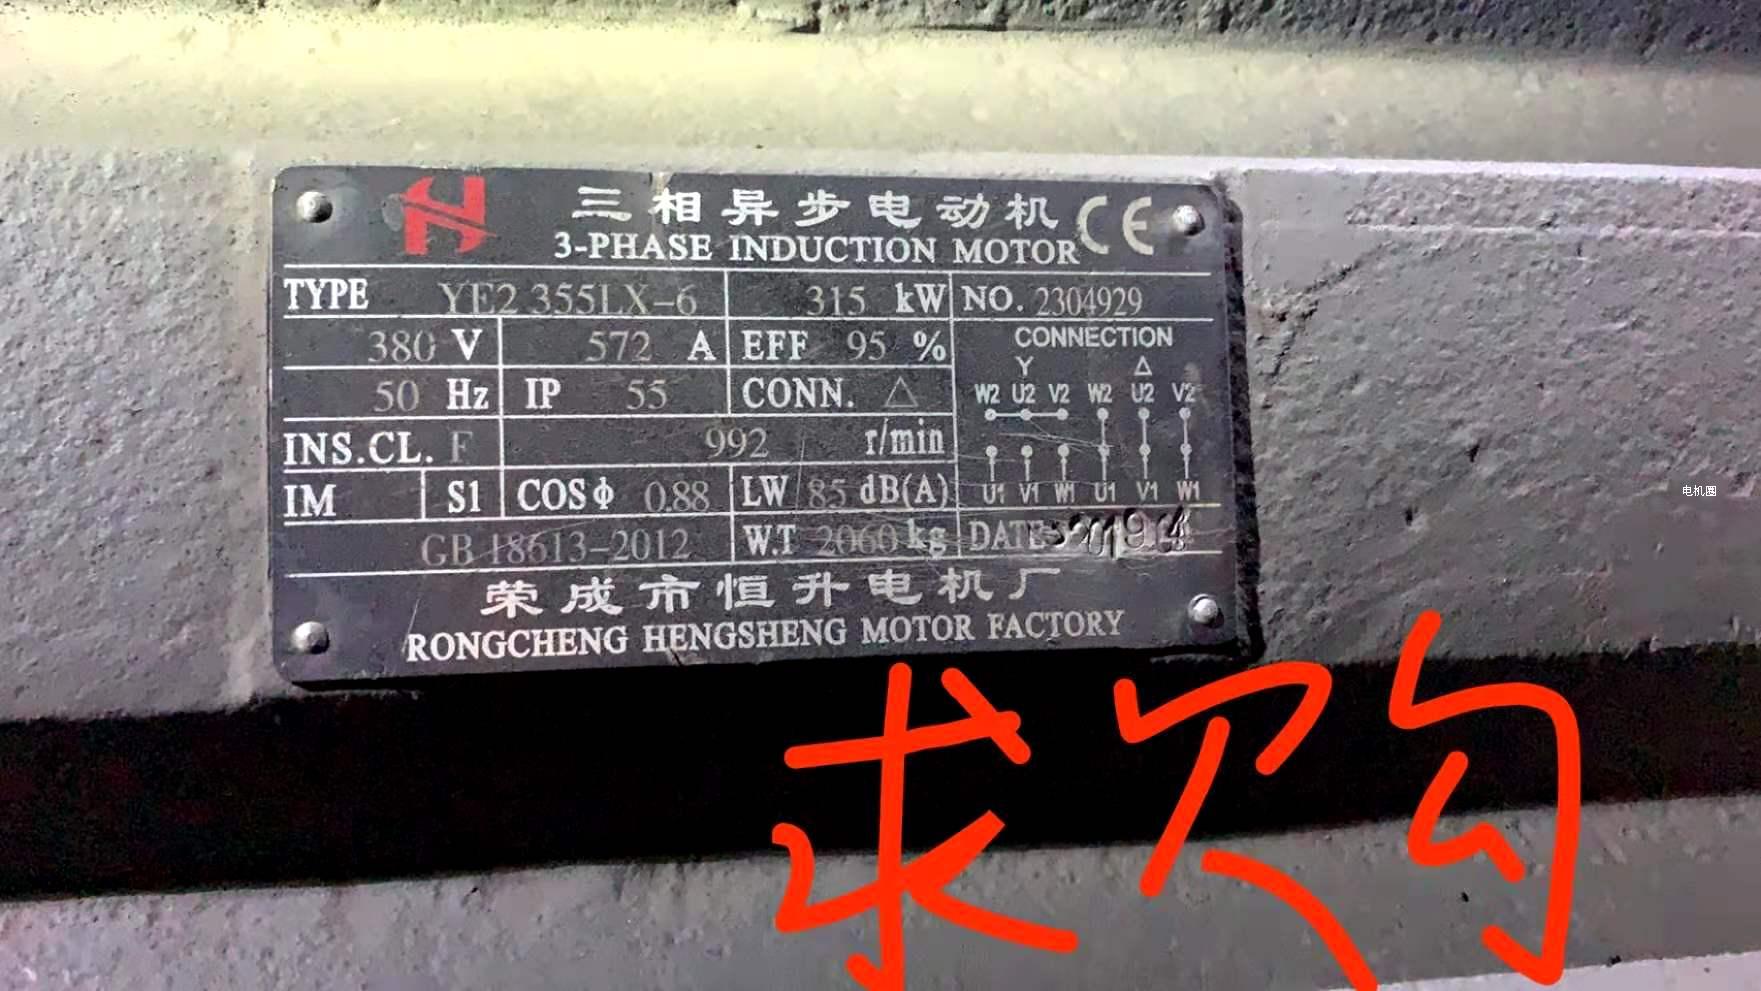 三相异步电动机 CE
3-PHASE INDUCTION MOTOR
TYPE YE2 355LX-6 315 kW NO. 2304929
380 V 572 A EFF 95 % CONNECTION
Y △
50 Hz IP 55 CONN. △ W2 U2 V2 W2 U2 V2
INS.CL. F 992 r/min
IM S1 COSφ 0.88 LW 85 dB(A) U1 V1 W1 U1 V1 W1
GB 18613-2012 W.T 2060 kg DATE 2019
荣成市恒升电机厂
RONGCHENG HENGSHENG MOTOR FACTORY
电机圈
求